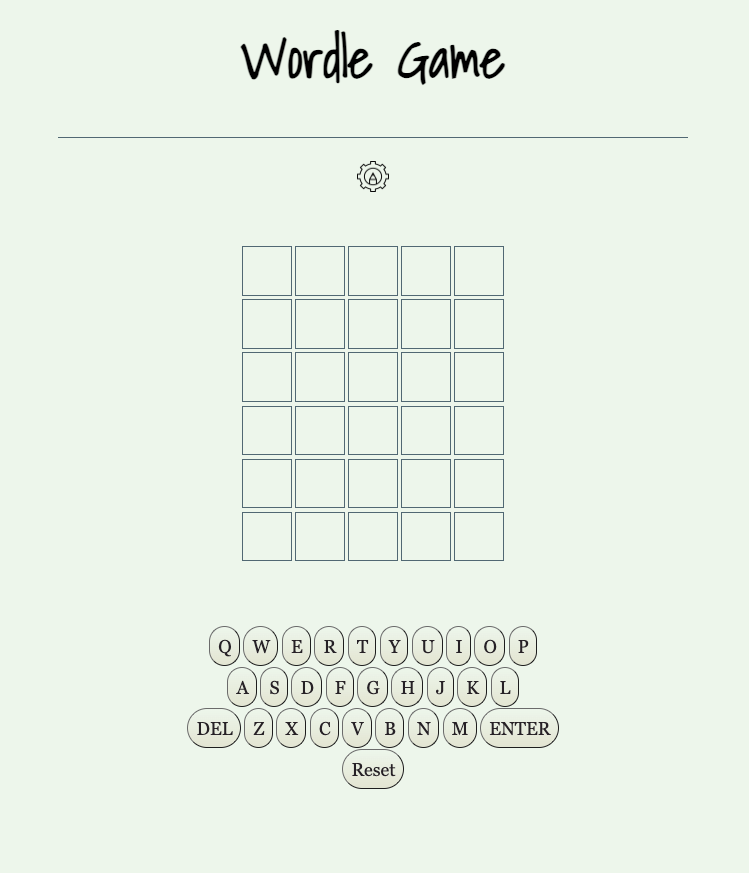 Wordle Game
Q W E R T Y U I O P
A S D F G H J K L
DEL Z X C V B N M ENTER
Reset